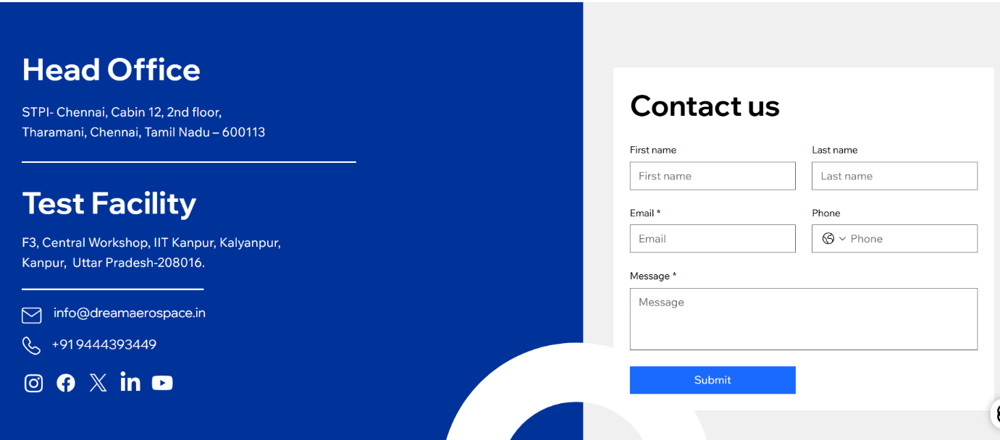 Head Office
STPI- Chennai, Cabin 12, 2nd floor,
Tharamani, Chennai, Tamil Nadu – 600113
Test Facility
F3, Central Workshop, IIT Kanpur, Kalyanpur,
Kanpur,  Uttar Pradesh-208016.
info@dreamaerospace.in
+91 9444393449
Contact us
First name
Last name
First name
Last name
Email *
Phone
Email
Phone
Message *
Message
Submit